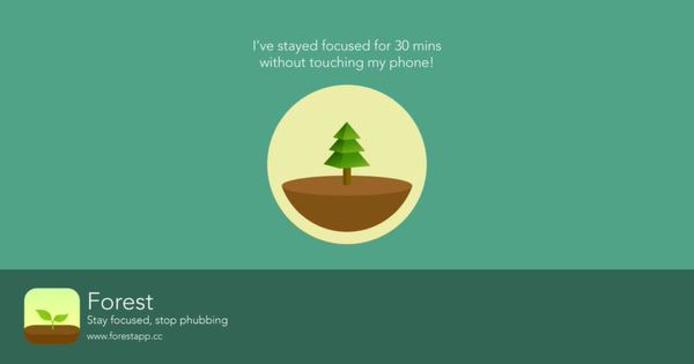 I've stayed focused for 30 mins
without touching my phone!
Forest
Stay focused, stop phubbing
www.forestapp.cc